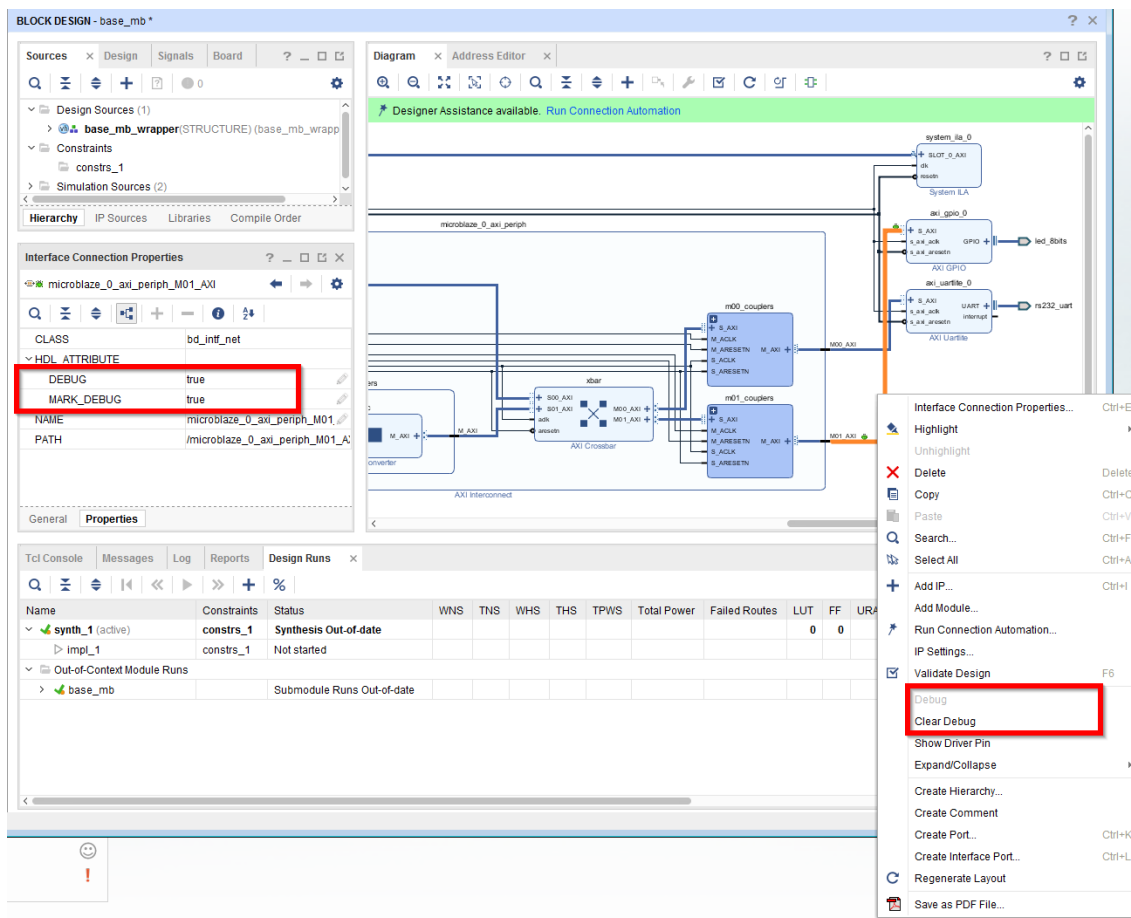 BLOCK DESIGN - base_mb * ? ×
Sources × Design Signals Board ?
0
Design Sources (1)
base_mb_wrapper(STRUCTURE) (base_mb_wrapp
Constraints
constrs_1
Simulation Sources (2)
Hierarchy IP Sources Libraries Compile Order
Interface Connection Properties ?
microblaze_0_axi_periph_M01_AXI
CLASS bd_intf_net
HDL_ATTRIBUTE
DEBUG true
MARK_DEBUG true
NAME microblaze_0_axi_periph_M01_
PATH /microblaze_0_axi_periph_M01_A
General Properties
Diagram × Address Editor × ?
Designer Assistance available. Run Connection Automation
system_ila_0
SLOT_0_AXI
clk
resetn
System ILA
axi_gpio_0
S_AXI
s_axi_aclk
s_axi_aresetn
GPIO
led_8bits
AXI GPIO
axi_uartlite_0
S_AXI
s_axi_aclk
s_axi_aresetn
UART
interrupt
rs232_uart
AXI Uartlite
microblaze_0_axi_periph
m00_couplers
S_AXI
M_ACLK
M_ARESETN M_AXI
S_ACLK
S_ARESETN
M00_AXI
xbar
S00_AXI
S01_AXI
aclk
aresetn
M00_AXI
M01_AXI
AXI Crossbar
m01_couplers
S_AXI
M_ACLK
M_ARESETN M_AXI
S_ACLK
S_ARESETN
M01_AXI
ers
M_AXI
M_AXI
onverter
AXI Interconnect
Interface Connection Properties... Ctrl+E
Highlight
Unhighlight
Delete Delete
Copy Ctrl+C
Paste Ctrl+V
Search... Ctrl+F
Select All Ctrl+A
Add IP... Ctrl+I
Add Module...
Run Connection Automation...
IP Settings...
Validate Design F6
Debug
Clear Debug
Show Driver Pin
Expand/Collapse
Create Hierarchy...
Create Comment
Create Port... Ctrl+K
Create Interface Port... Ctrl+L
Regenerate Layout
Save as PDF File...
Tcl Console Messages Log Reports Design Runs ×
Name Constraints Status WNS TNS WHS THS TPWS Total Power Failed Routes LUT FF URA
synth_1 (active) constrs_1 Synthesis Out-of-date 0 0
impl_1 constrs_1 Not started
Out-of-Context Module Runs
base_mb Submodule Runs Out-of-date